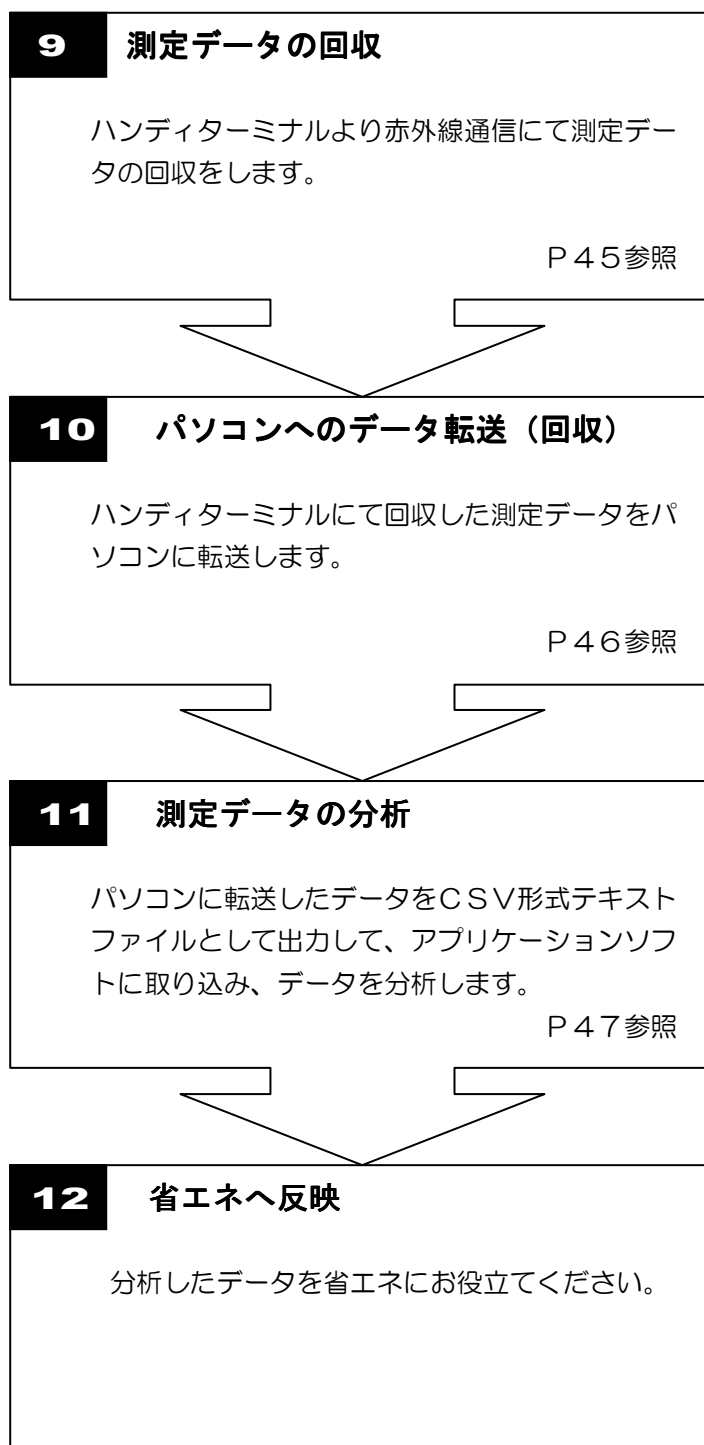 9 測定データの回収
ハンディターミナルより赤外線通信にて測定デー
タの回収をします。
Ｐ４５参照
10 パソコンへのデータ転送（回収）
ハンディターミナルにて回収した測定データをパ
ソコンに転送します。
Ｐ４６参照
11 測定データの分析
パソコンに転送したデータをＣＳＶ形式テキスト
ファイルとして出力して、アプリケーションソフ
トに取り込み、データを分析します。
Ｐ４７参照
12 省エネへ反映
分析したデータを省エネにお役立てください。